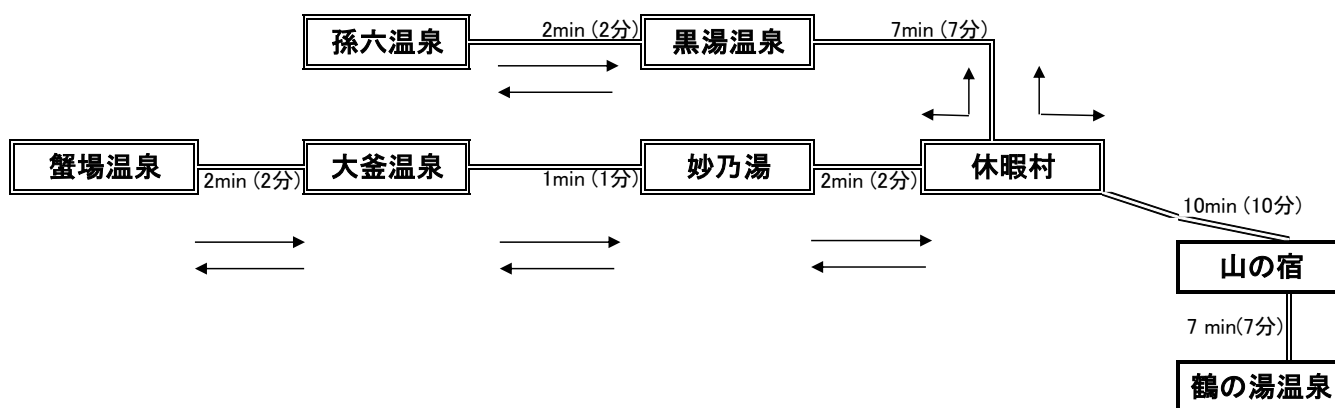 孫六温泉
2min (2分)
黒湯温泉
7min (7分)
蟹場温泉
2min (2分)
大釜温泉
1min (1分)
妙乃湯
2min (2分)
休暇村
10min (10分)
山の宿
7 min(7分)
鶴の湯温泉